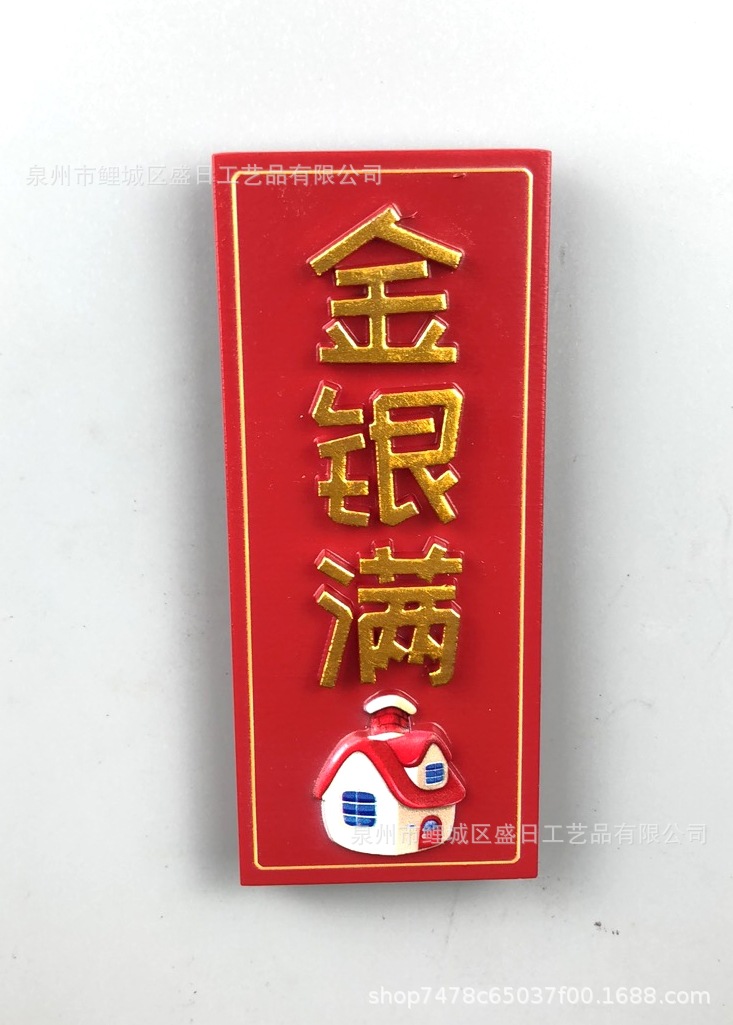 泉州市鲤城区盛日工艺品有限公司
金
银
满
泉州市鲤城区盛日工艺品有限公司
shop7478c65037f00.1688.com